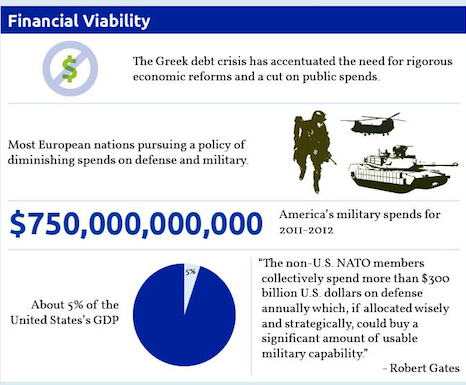 Financial Viability
$
The Greek debt crisis has accentuated the need for rigorous
economic reforms and a cut on public spends.
Most European nations pursuing a policy of
diminishing spends on defense and military.
$750,000,000,000
America's military spends for
2011-2012
5%
About 5% of the
United States's GDP
"The non-U.S. NATO members
collectively spend more than $300
billion U.S. dollars on defense
annually which, if allocated wisely
and strategically, could buy a
significant amount of usable
military capability."
- Robert Gates